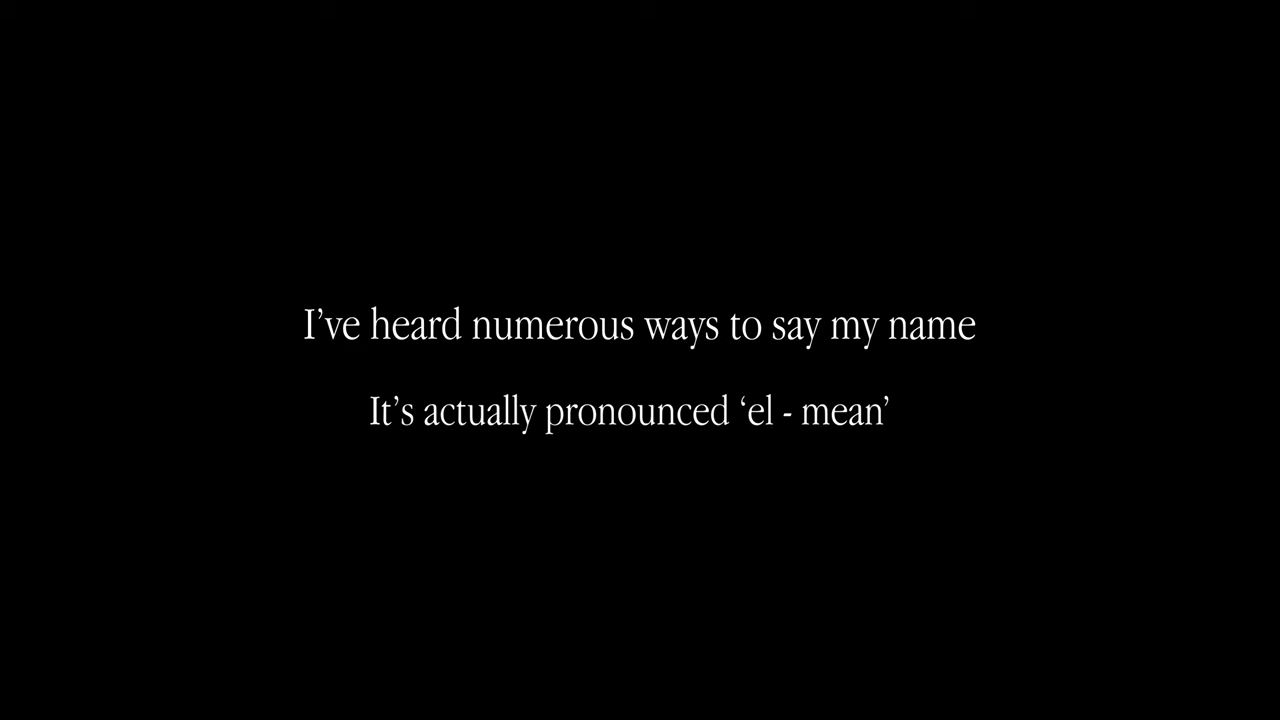 I’ve heard numerous ways to say my name
It’s actually pronounced ‘el - mean’